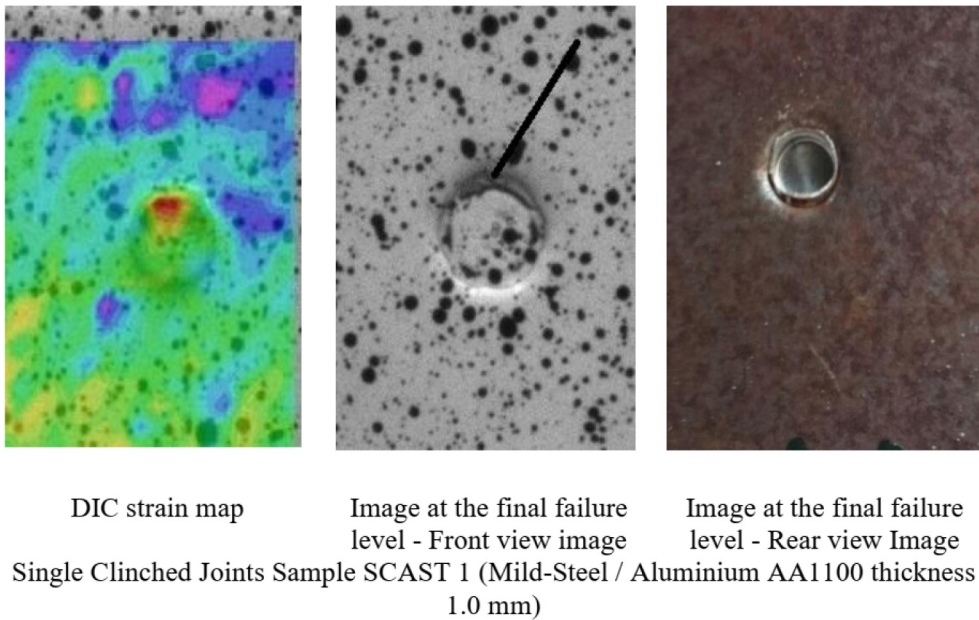 DIC strain map
Image at the final failure
level - Front view image
Image at the final failure
level - Rear view Image
Single Clinched Joints Sample SCAST 1 (Mild-Steel / Aluminium AA1100 thickness
1.0 mm)